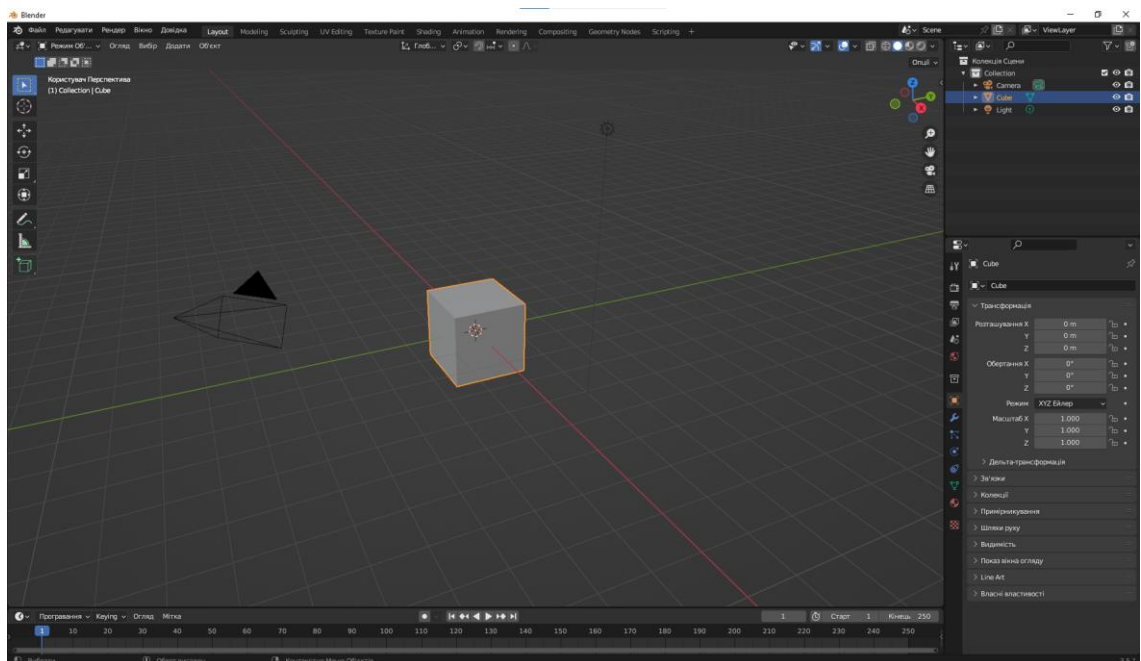 Blender
Файл Редагувати Рендер Вікно Довідка Layout Modeling Sculpting UV Editing Texture Paint Shading Animation Rendering Compositing Geometry Nodes Scripting + Scene ViewLayer
Режим Об'... Огляд Вибір Додати Об'єкт Глоб...
Опції
Користувач Перспектива
(1) Collection | Cube
Z
Y
X
Колекція Сцени
Collection
Camera
Cube
Light
Cube
Cube
Трансформація
Розташування X 0 m
Y 0 m
Z 0 m
Обертання X 0°
Y 0°
Z 0°
Режим XYZ Ейлер
Масштаб X 1.000
Y 1.000
Z 1.000
Дельта-трансформація
Зв'язки
Колекції
Примірникування
Шляхи руху
Видимість
Показ вікна огляду
Line Art
Власні властивості
Програвання Keying Огляд Мітка 1 Старт 1 Кінець 250
1 10 20 30 40 50 60 70 80 90 100 110 120 130 140 150 160 170 180 190 200 210 220 230 240 250